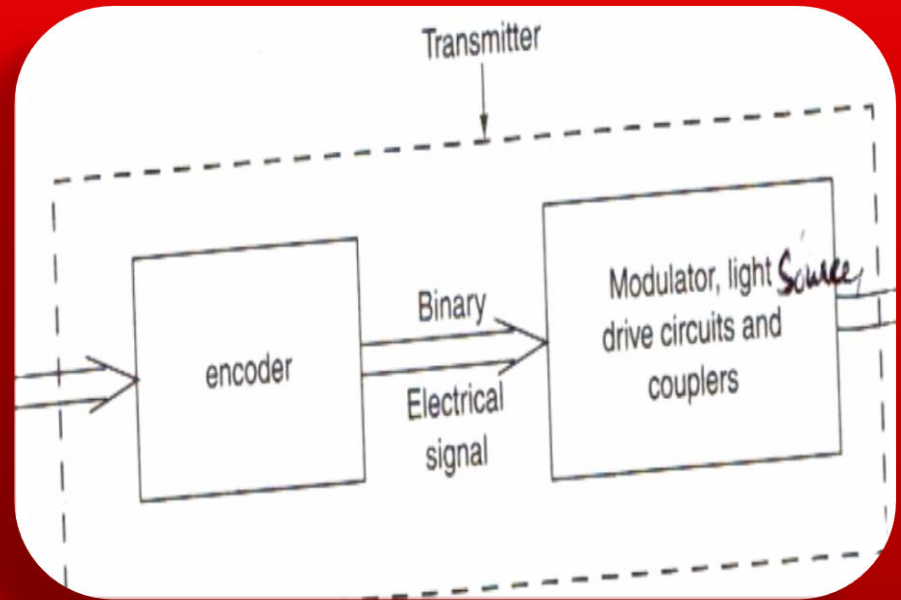 Transmitter
encoder
Binary
Electrical
signal
Modulator, light Source,
drive circuits and
couplers